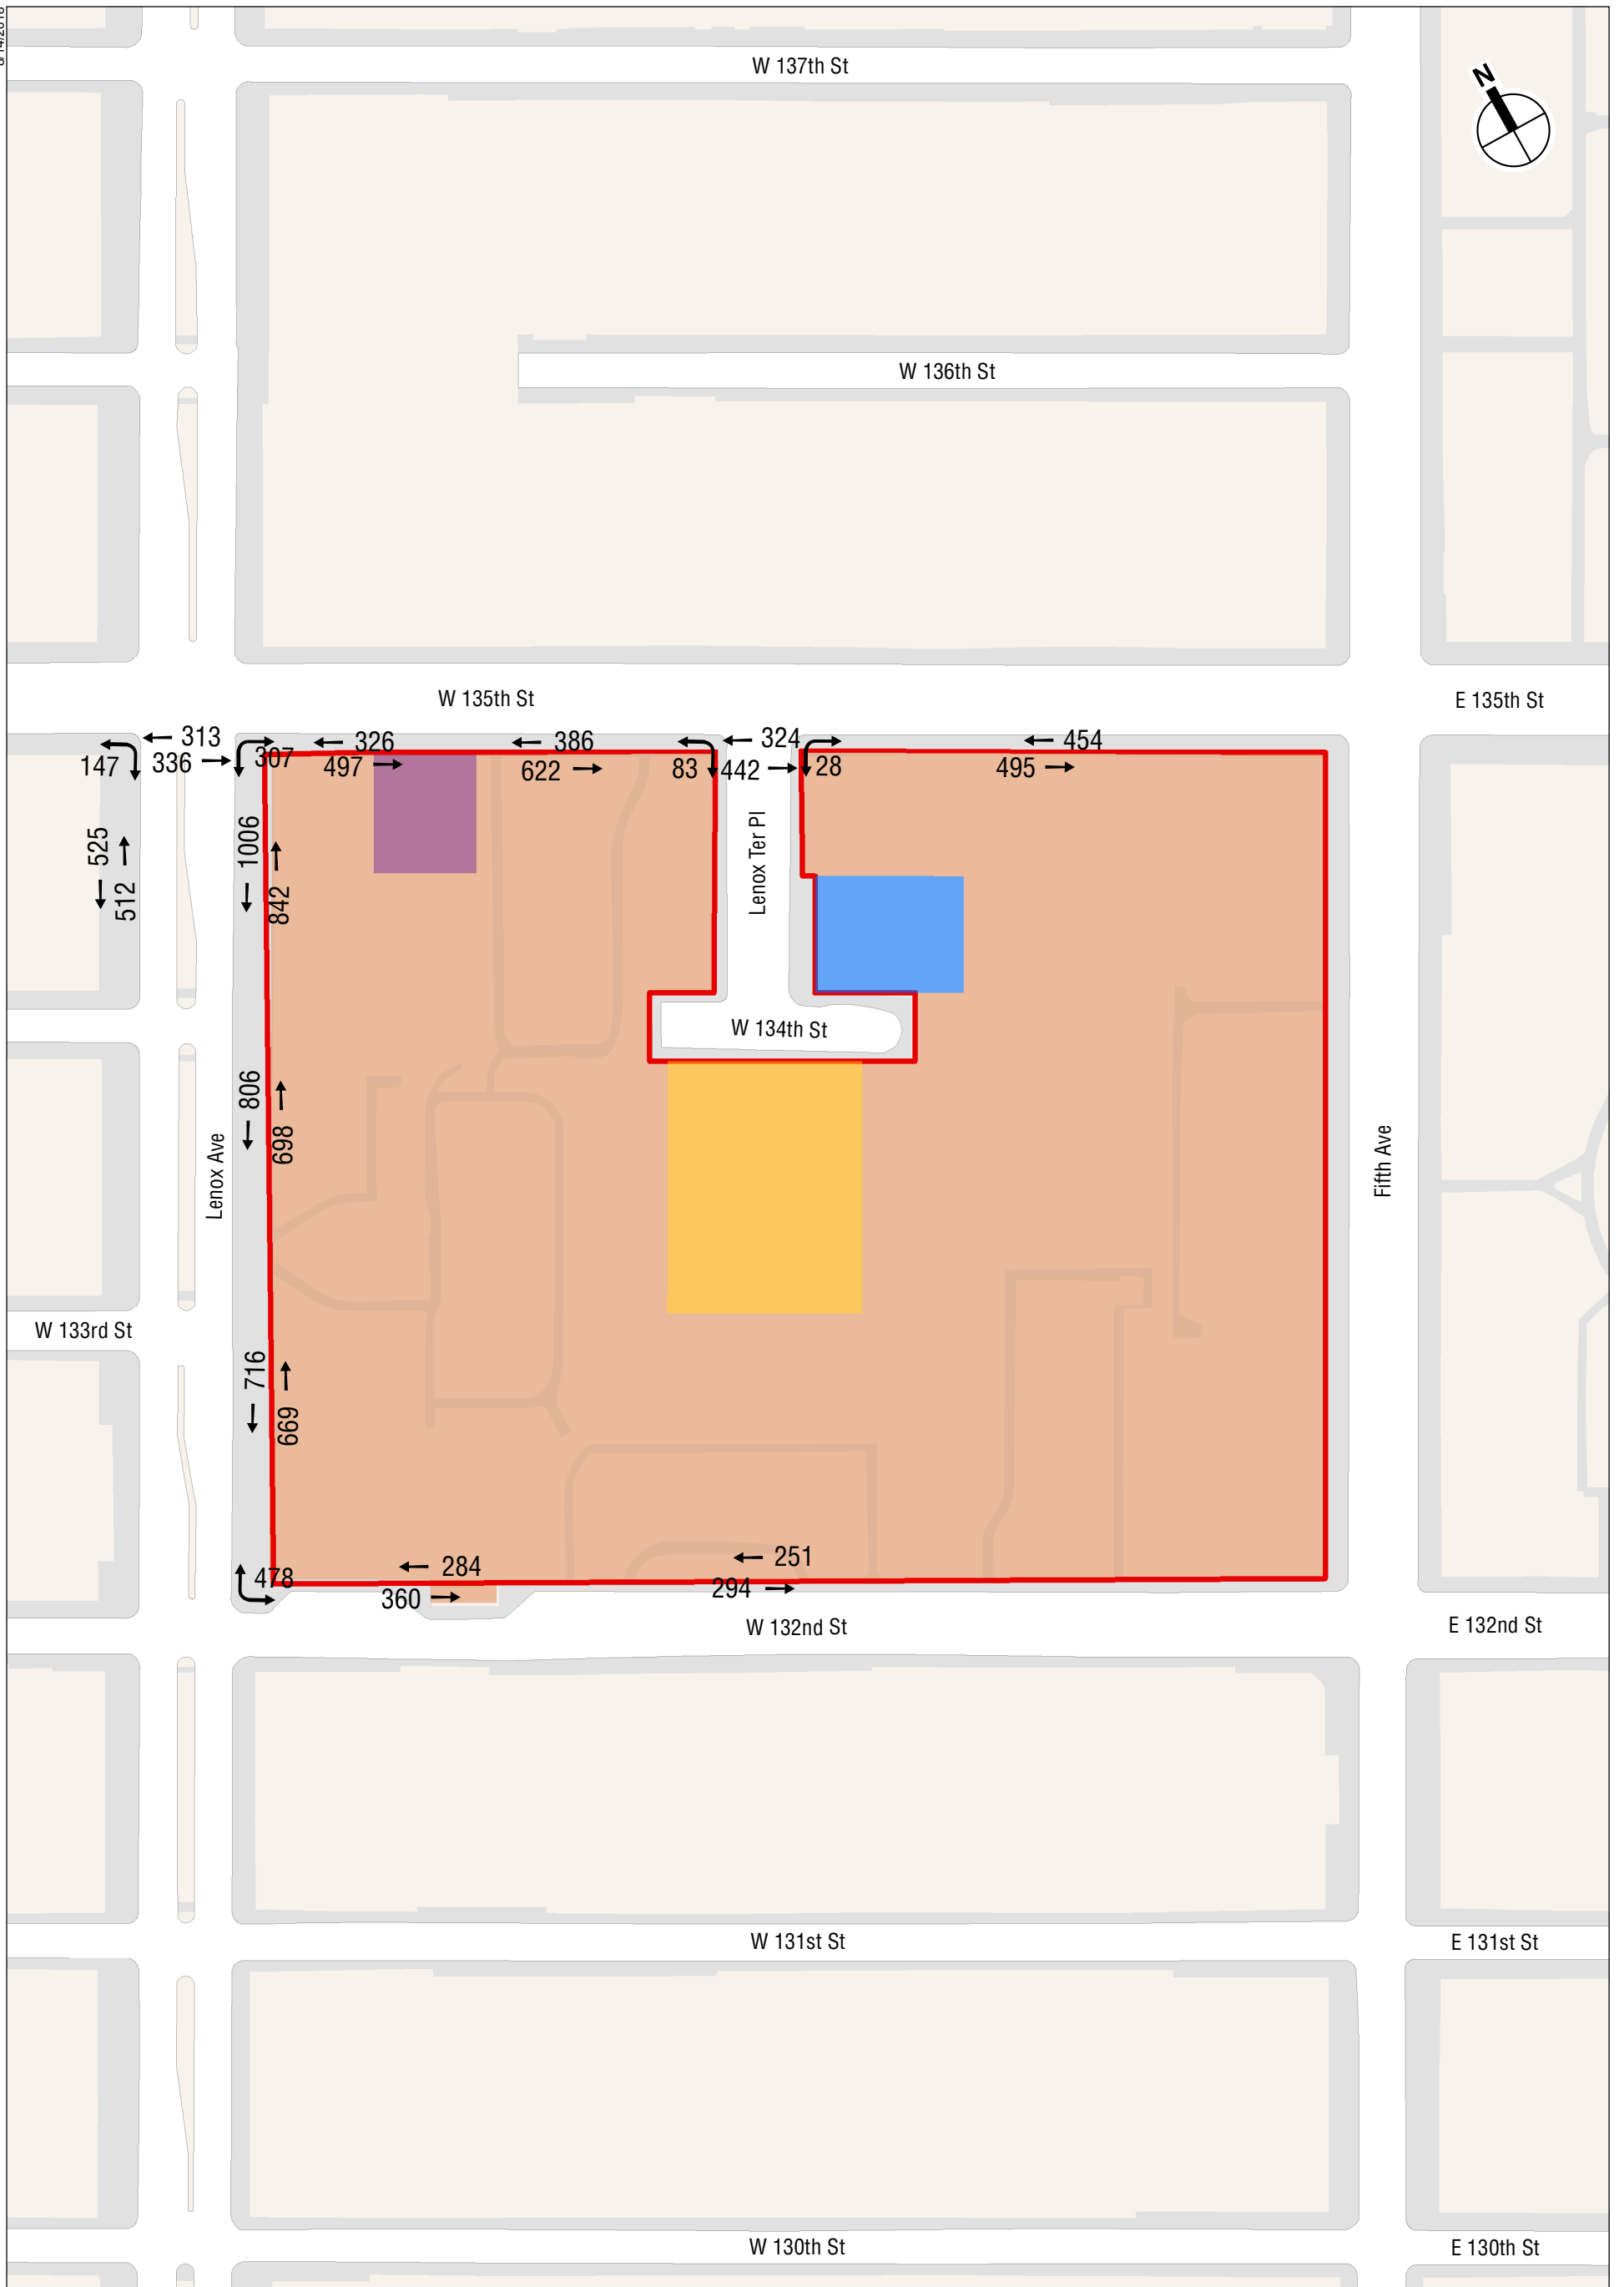 W 137th St
N
W 136th St
W 135th St
E 135th St
313
326
386
324
454
147
336
307
497
622
83
442
28
495
525
512
1006
842
Lenox Ter Pl
W 134th St
806
698
Lenox Ave
Fifth Ave
W 133rd St
716
669
478
284
251
360
294
W 132nd St
E 132nd St
W 131st St
E 131st St
W 130th St
E 130th St